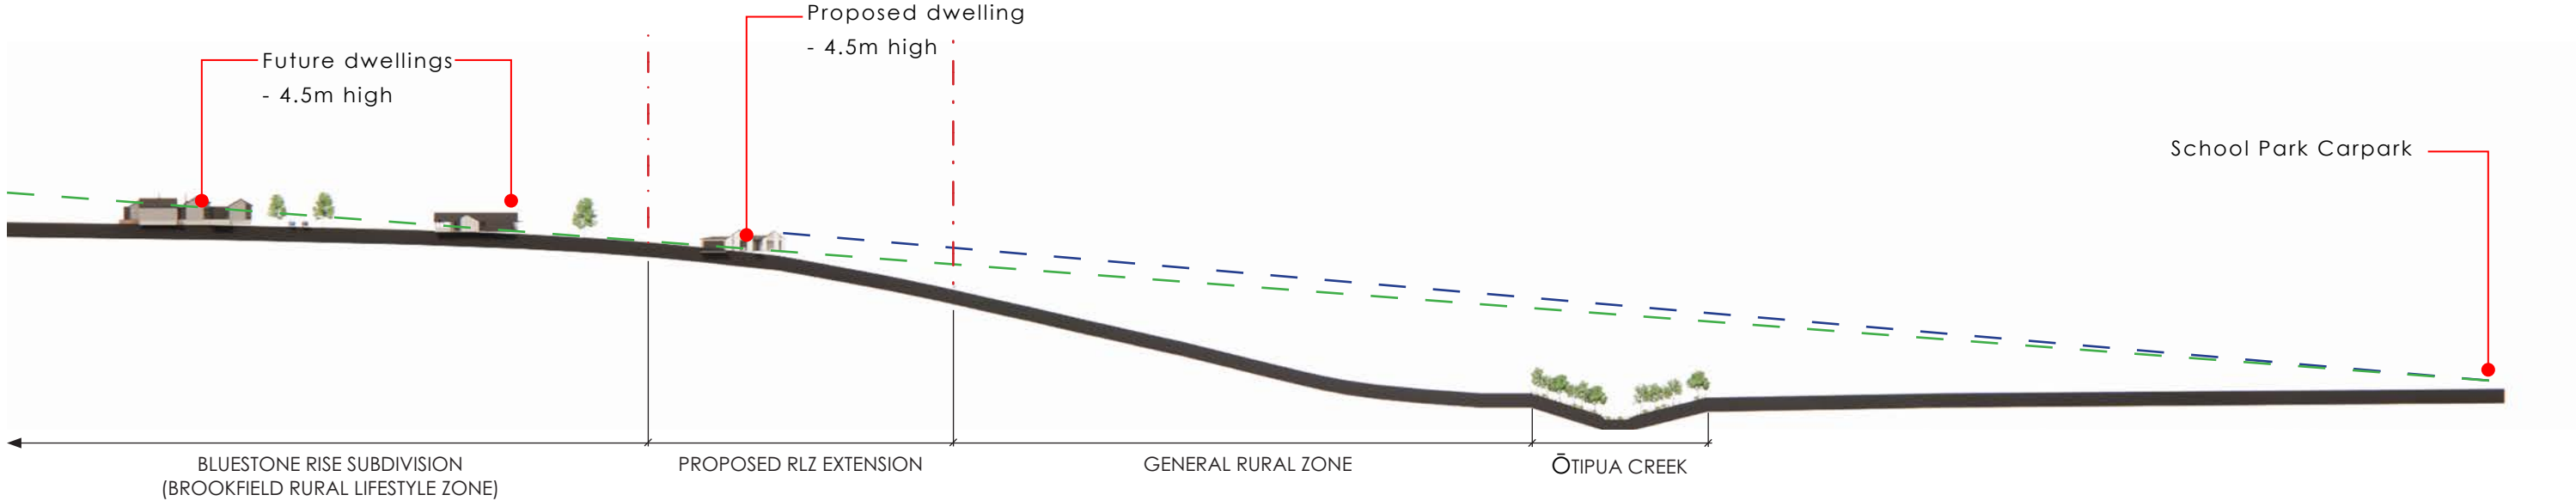 Proposed dwelling
- 4.5m high
Future dwellings
- 4.5m high
School Park Carpark
BLUESTONE RISE SUBDIVISION
(BROOKFIELD RURAL LIFESTYLE ZONE)
PROPOSED RLZ EXTENSION
GENERAL RURAL ZONE
ŌTIPUA CREEK